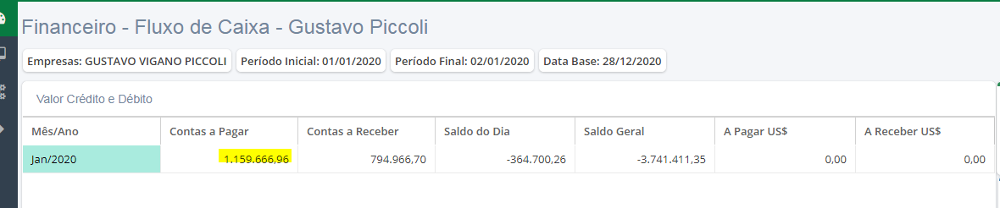 Financeiro - Fluxo de Caixa - Gustavo Piccoli
Empresas: GUSTAVO VIGANO PICCOLI Período Inicial: 01/01/2020 Período Final: 02/01/2020 Data Base: 28/12/2020
Valor Crédito e Débito
Mês/Ano Contas a Pagar Contas a Receber Saldo do Dia Saldo Geral A Pagar US$ A Receber US$
Jan/2020 1.159.666,96 794.966,70 -364.700,26 -3.741.411,35 0,00 0,00